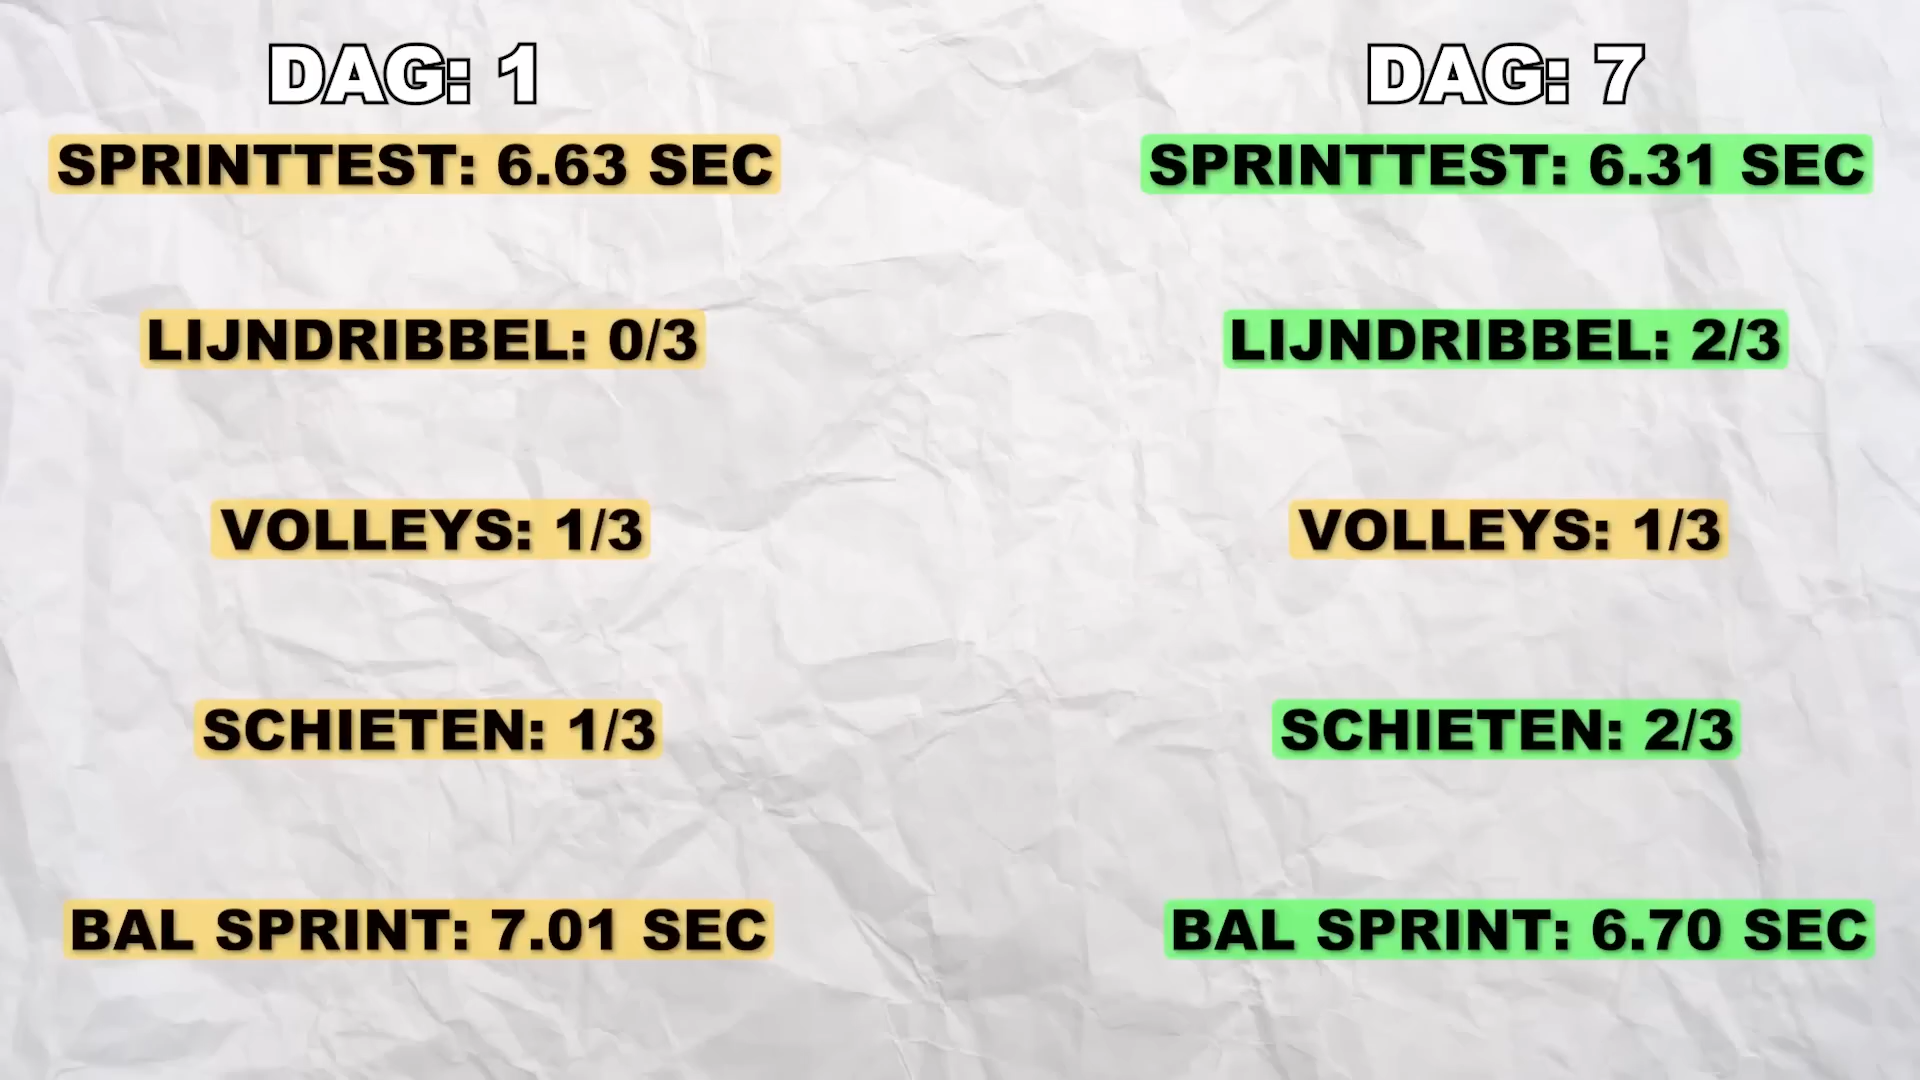 DAG: 1
SPRINTTEST: 6.63 SEC
LIJNDRIBBEL: 0/3
VOLLEYS: 1/3
SCHIETEN: 1/3
BAL SPRINT: 7.01 SEC
DAG: 7
SPRINTTEST: 6.31 SEC
LIJNDRIBBEL: 2/3
VOLLEYS: 1/3
SCHIETEN: 2/3
BAL SPRINT: 6.70 SEC